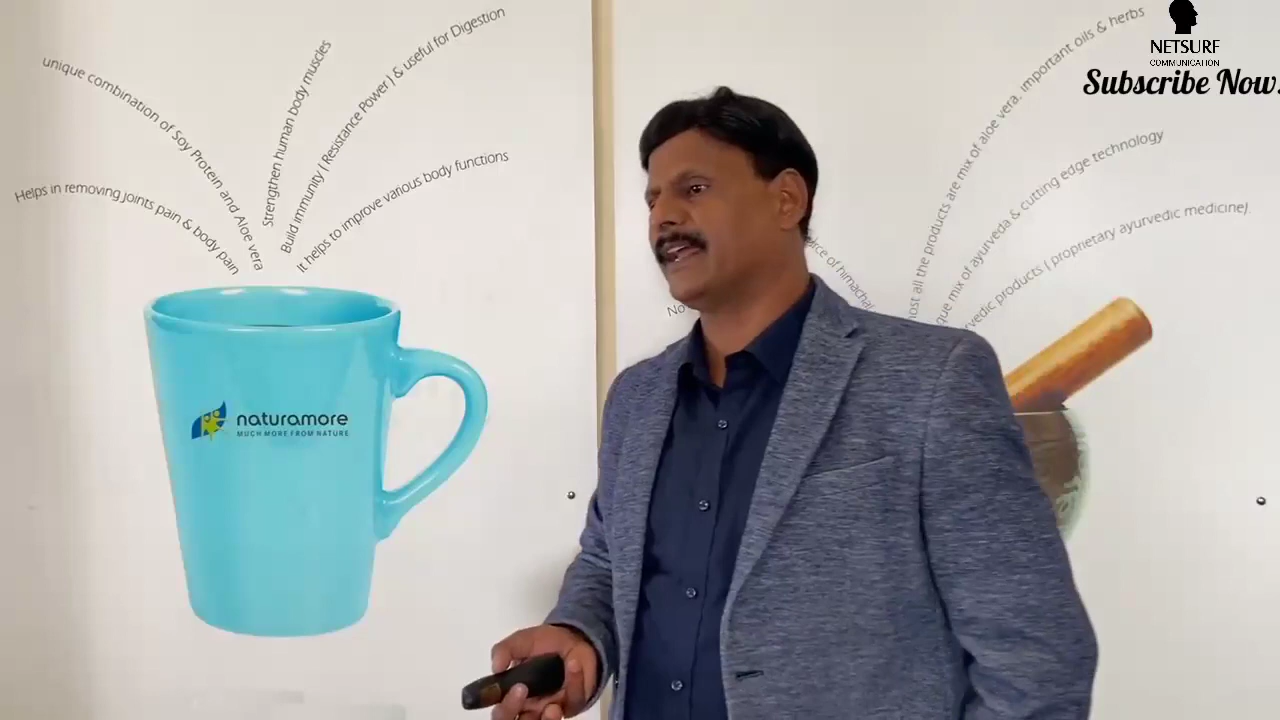 NETSURF
COMMUNICATION
Subscribe Now
unique combination of Soy Protein and Aloe vera
Strengthen human body muscles
Build immunity ( Resistance Power ) & useful for Digestion
Helps in removing joints pain & body pain
It helps to improve various body functions
naturamore
MUCH MORE FROM NATURE
all the products are mix of aloe vera, important oils & herbs
mix of ayurveda & cutting edge technology
products ( proprietary ayurvedic medicine).
of himachal
No